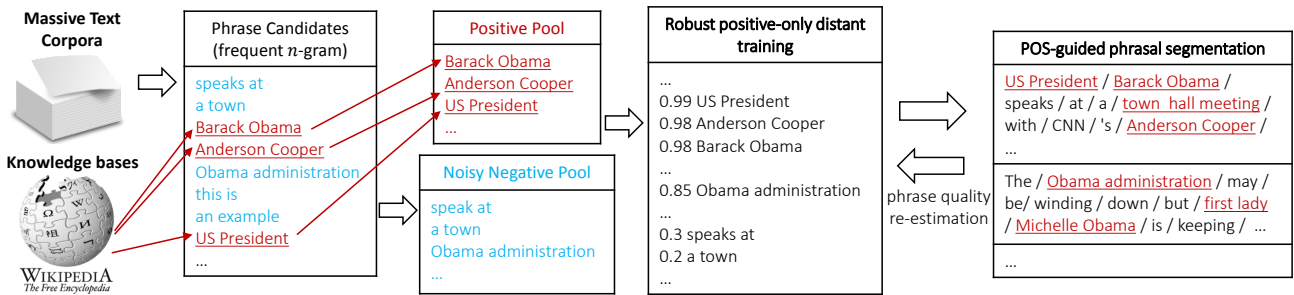 Massive Text
Corpora
Knowledge bases
WIKIPEDIA
The Free Encyclopedia
Phrase Candidates
(frequent n-gram)
speaks at
a town
Barack Obama
Anderson Cooper
Obama administration
this is
an example
US President
...
Positive Pool
Barack Obama
Anderson Cooper
US President
...
Noisy Negative Pool
speak at
a town
Obama administration
...
Robust positive-only distant
training
...
0.99 US President
0.98 Anderson Cooper
0.98 Barack Obama
...
0.85 Obama administration
...
0.3 speaks at
0.2 a town
...
phrase quality
re-estimation
POS-guided phrasal segmentation
US President / Barack Obama /
speaks / at / a / town hall meeting /
with / CNN / 's / Anderson Cooper /
...
The / Obama administration / may /
be/ winding / down / but / first lady
/ Michelle Obama / is / keeping / ...
...